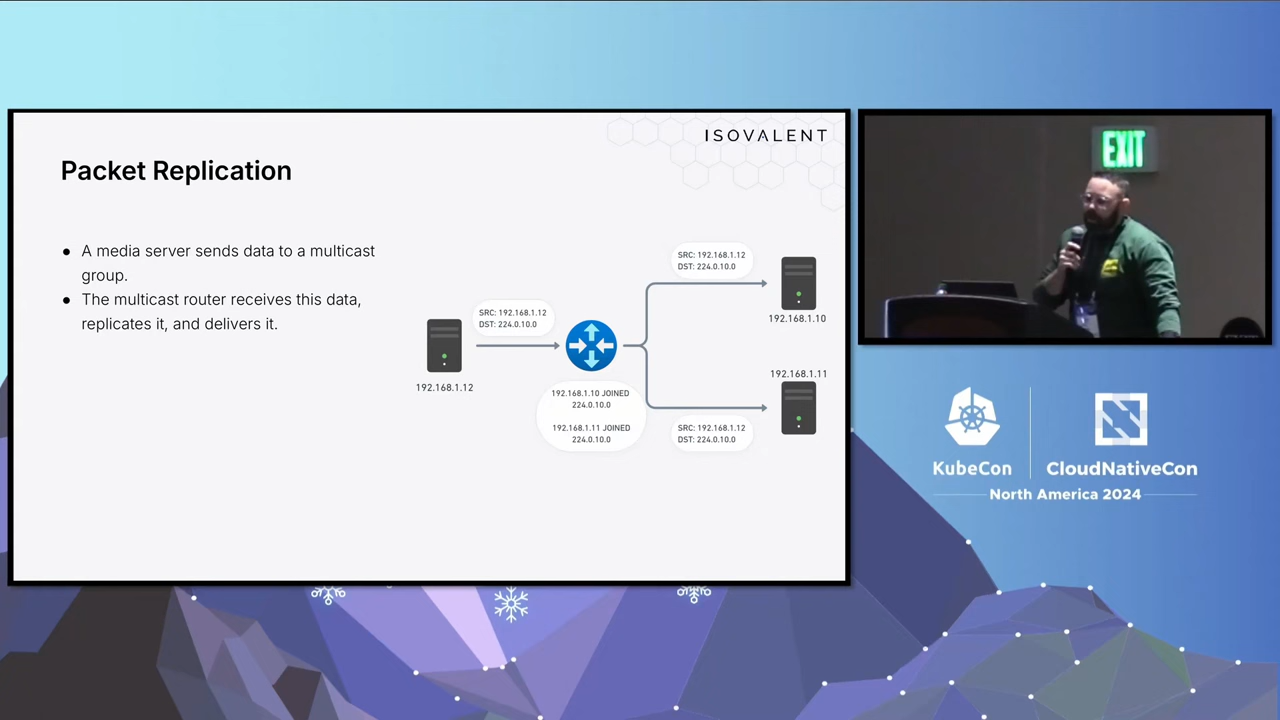 ISOVALENT
Packet Replication
● A media server sends data to a multicast
group.
● The multicast router receives this data,
replicates it, and delivers it.
SRC: 192.168.1.12
DST: 224.0.10.0
192.168.1.12
192.168.1.10 JOINED
224.0.10.0
192.168.1.11 JOINED
224.0.10.0
SRC: 192.168.1.12
DST: 224.0.10.0
192.168.1.10
192.168.1.11
SRC: 192.168.1.12
DST: 224.0.10.0
EXIT
KubeCon
CloudNativeCon
North America 2024